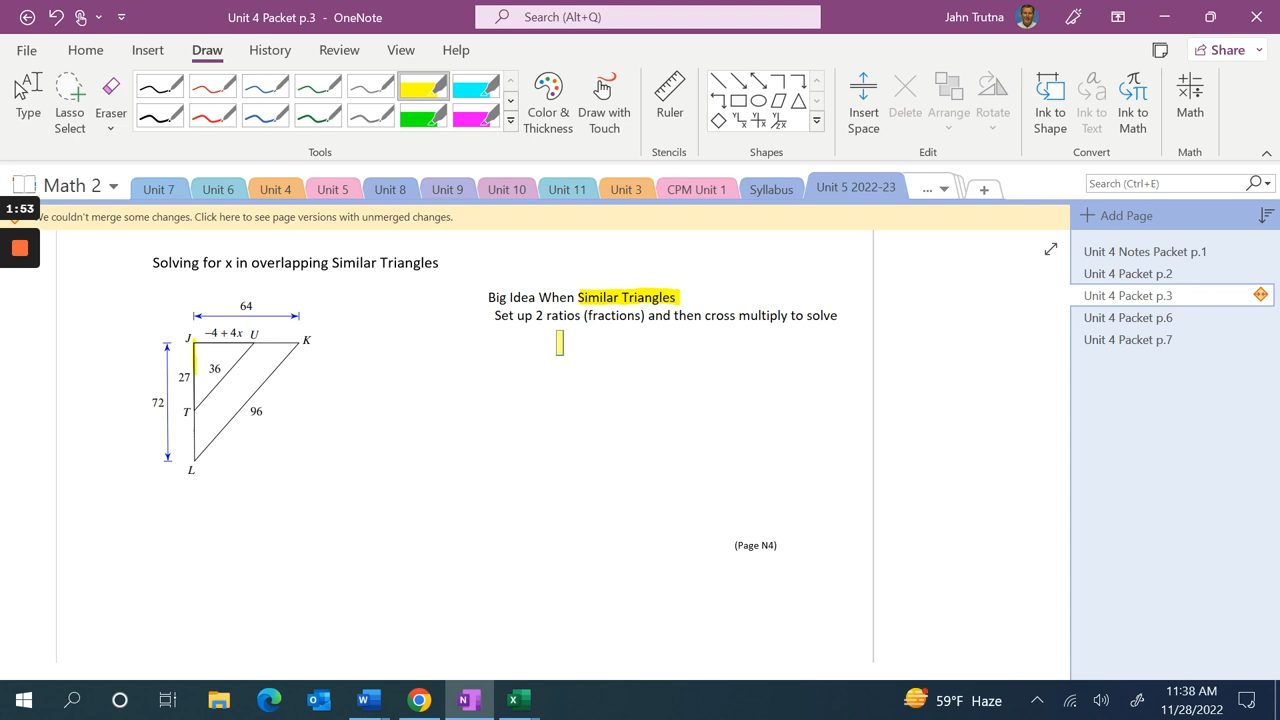 Unit 4 Packet p.3 - OneNote
Search (Alt+Q)
Jahn Trutna
File Home Insert Draw History Review View Help
Share
Type
Lasso Select
Eraser
Color & Thickness
Draw with Touch
Ruler
Insert Space
Delete
Arrange
Rotate
Ink to Shape
Ink to Text
Ink to Math
Math
Tools
Stencils
Shapes
Edit
Convert
Math
Math 2
Unit 7
Unit 6
Unit 4
Unit 5
Unit 8
Unit 9
Unit 10
Unit 11
Unit 3
CPM Unit 1
Syllabus
Unit 5 2022-23
...
Search (Ctrl+E)
1:53
e couldn't merge some changes. Click here to see page versions with unmerged changes.
Add Page
Unit 4 Notes Packet p.1
Unit 4 Packet p.2
Unit 4 Packet p.3
Unit 4 Packet p.6
Unit 4 Packet p.7
Solving for x in overlapping Similar Triangles
Big Idea When Similar Triangles
Set up 2 ratios (fractions) and then cross multiply to solve
64
−4 + 4x
J
U
K
36
27
72
T
96
L
(Page N4)
59°F Haze
11:38 AM
11/28/2022